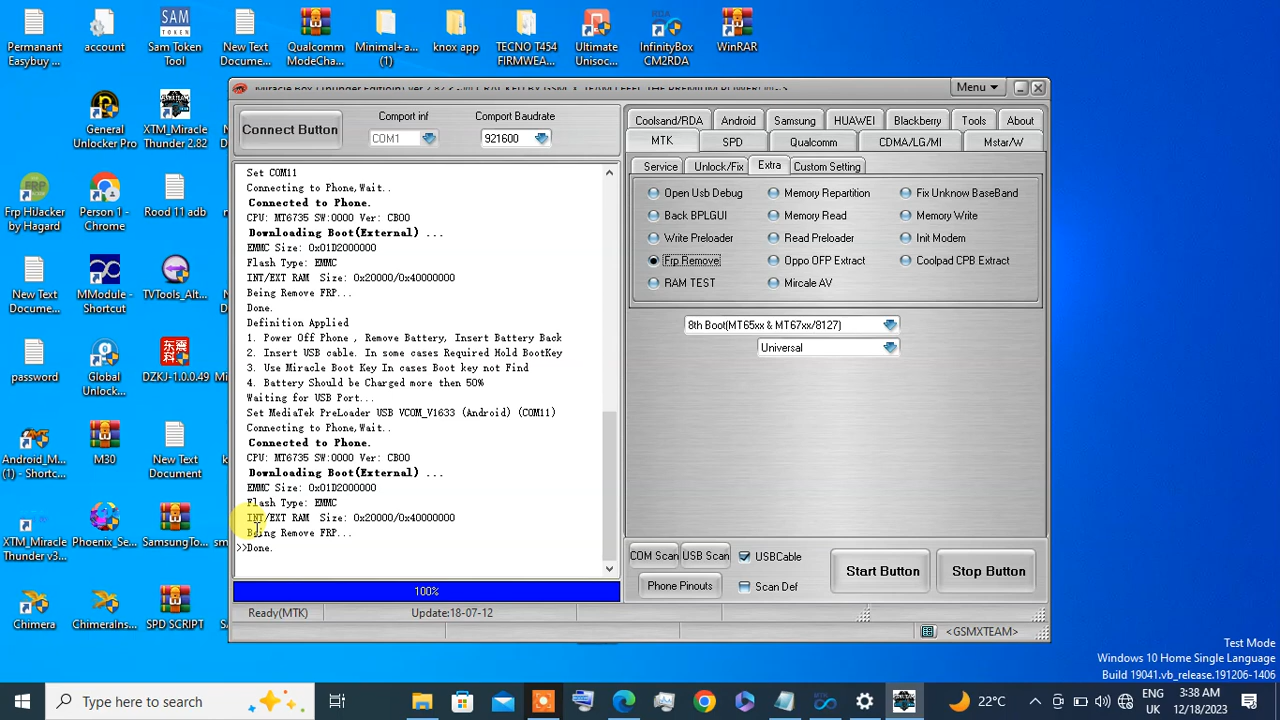 Permanant
Easybuy ...
account
Sam Token
Tool
New Text
Docume...
Qualcomm
ModeCha...
Minimal+a...
(1)
knox app
TECNO T454
FIRMWEA...
Ultimate
Unisoc...
InfinityBox
CM2RDA
WinRAR
General
Unlocker Pro
XTM_Miracle
Thunder 2.82
Frp HiJacker
by Hagard
Person 1 -
Chrome
Rood 11 adb
New Text
Docume...
MModule -
Shortcut
TVTools_Alt...
password
Global
Unlock...
DZKJ-1.0.0.49
Android_M...
(1) - Shortc...
M30
New Text
Document
XTM_Miracle
Thunder v3...
Phoenix_Se...
SamsungTo...
Chimera
ChimeraIns...
SPD SCRIPT
Menu
Connect Button
Comport inf
COM1
Comport Baudrate
921600
Set COM11
Connecting to Phone,Wait..
Connected to Phone.
CPU: MT6735 SW:0000 Ver: CB00
Downloading Boot(External) ...
EMMC Size: 0x01D2000000
Flash Type: EMMC
INT/EXT RAM Size: 0x20000/0x40000000
Being Remove FRP...
Done.
Definition Applied
1. Power Off Phone , Remove Battery, Insert Battery Back
2. Insert USB cable. In some cases Required Hold BootKey
3. Use Miracle Boot Key In cases Boot key not Find
4. Battery Should be Charged more then 50%
Waiting for USB Port...
Set MediaTek PreLoader USB VCOM_V1633 (Android) (COM11)
Connecting to Phone,Wait..
Connected to Phone.
CPU: MT6735 SW:0000 Ver: CB00
Downloading Boot(External) ...
EMMC Size: 0x01D2000000
Flash Type: EMMC
INT/EXT RAM Size: 0x20000/0x40000000
Being Remove FRP...
>>Done.
100%
Ready(MTK)
Update:18-07-12
Coolsand/RDA
Android
Samsung
HUAWEI
Blackberry
Tools
About
MTK
SPD
Qualcomm
CDMA/LG/MI
Mstar/W
Service
Unlock/Fix
Extra
Custom Setting
Open Usb Debug
Memory Repartition
Fix Unknow BaseBand
Back BPLGUI
Memory Read
Memory Write
Write Preloader
Read Preloader
Init Modem
Frp Remove
Oppo OFP Extract
Coolpad CPB Extract
RAM TEST
Mircale AV
8th Boot(MT65xx & MT67xx/8127)
Universal
COM Scan
USB Scan
USBCable
Phone Pinouts
Scan Def
Start Button
Stop Button
<GSMXTEAM>
Test Mode
Windows 10 Home Single Language
Build 19041.vb_release.191206-1406
Type here to search
22°C
ENG
UK
3:38 AM
12/18/2023